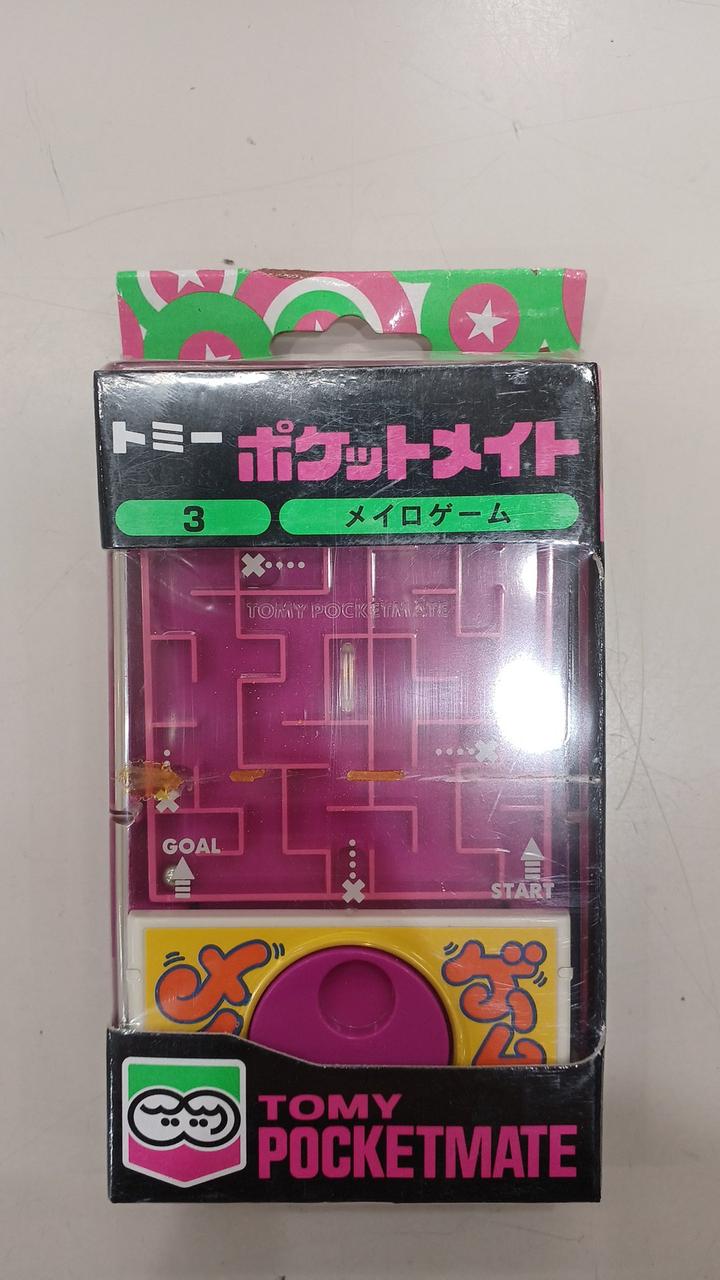 トミー ポケットメイト
3 メイロゲーム
TOMY POCKETMATE
GOAL
START
TOMY
POCKETMATE